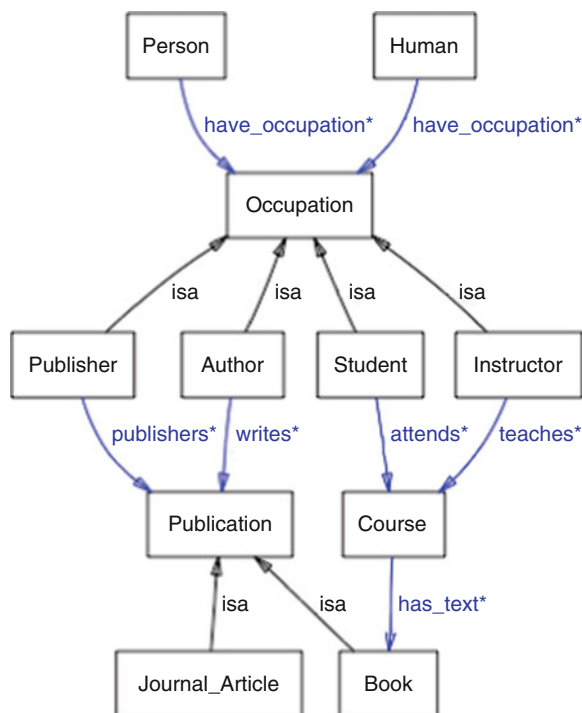 Person Human
have_occupation* have_occupation*
Occupation
isa isa isa isa
Publisher Author Student Instructor
publishers* writes* attends* teaches*
Publication Course
isa isa has_text*
Journal_Article Book